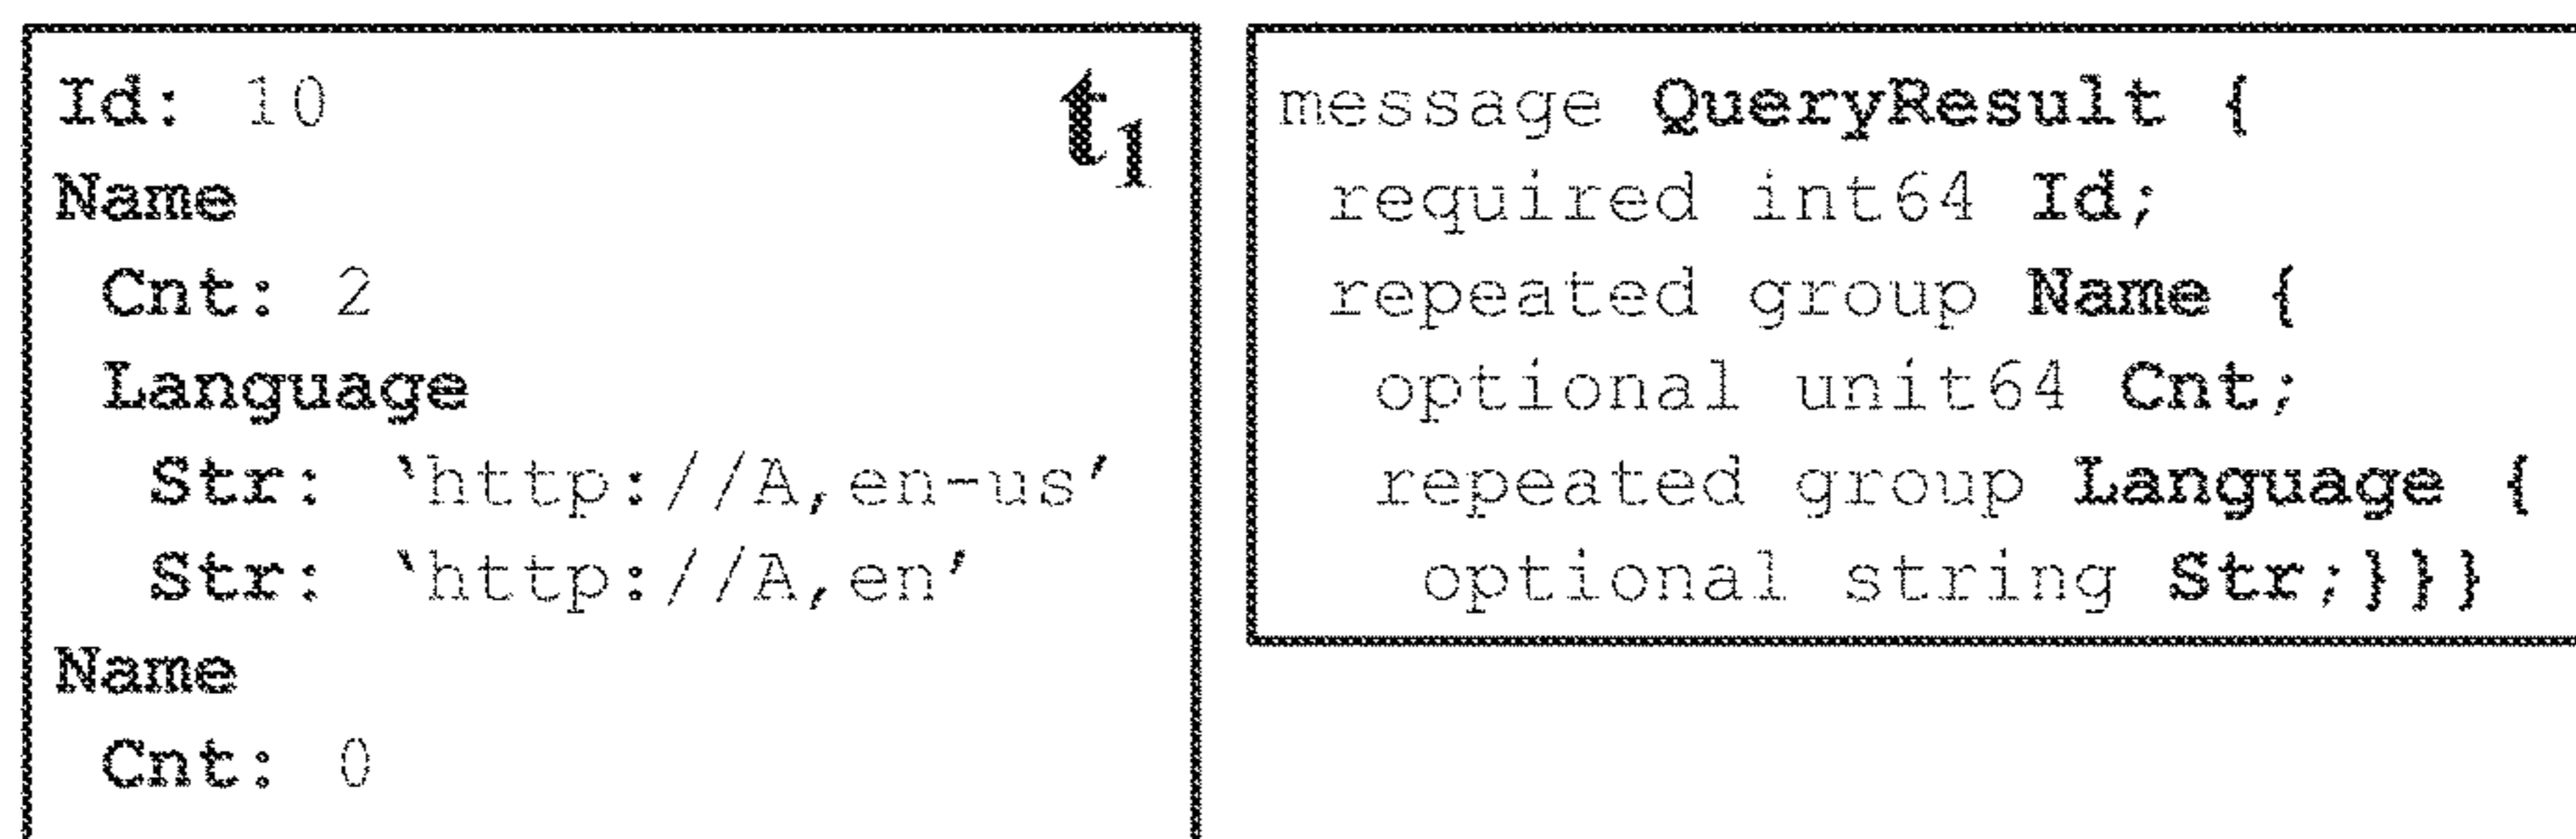 Id: 10
t1
Name
Cnt: 2
Language
Str: 'http://A,en-us'
Str: 'http://A,en'
Name
Cnt: 0
message QueryResult {
required int64 Id;
repeated group Name {
optional unit64 Cnt;
repeated group Language {
optional string Str;}}}